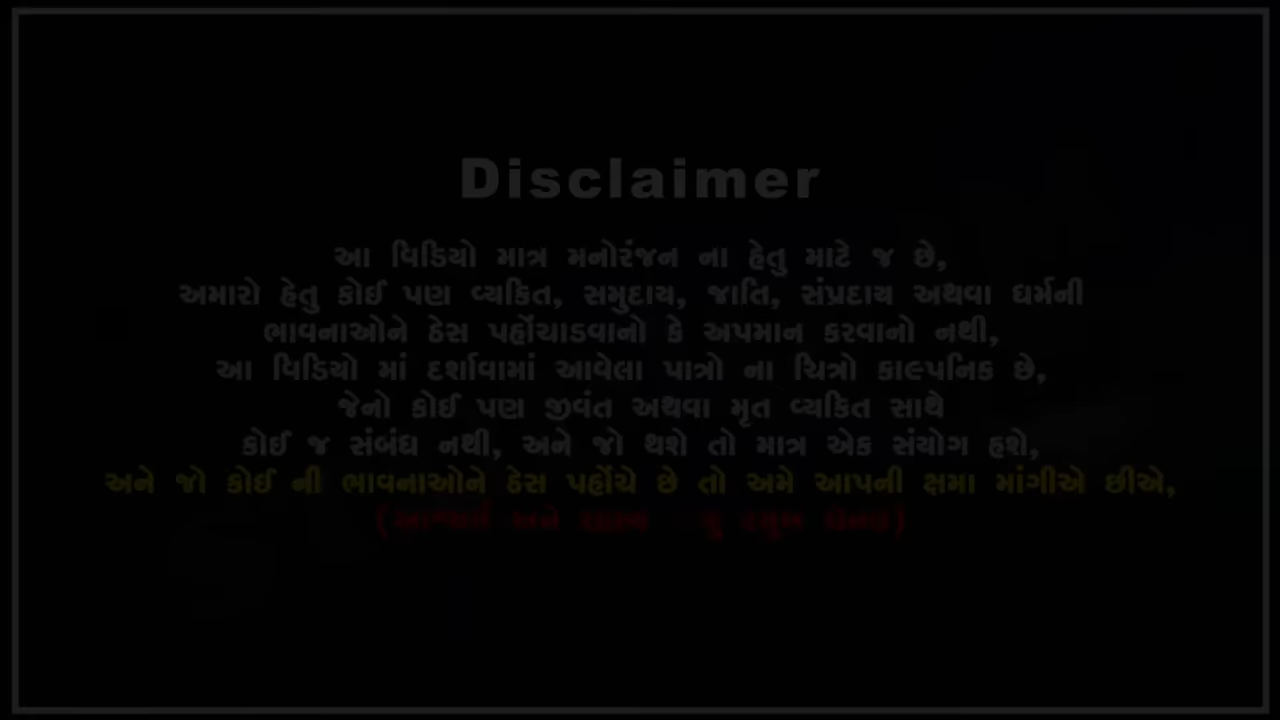 Disclaimer
આ વિડિયો માત્ર મનોરંજન ના હેતુ માટે જ છે,
અમારો હેતુ કોઈ પણ વ્યકિત, સમુદાય, જાતિ, સંપ્રદાય અથવા ધર્મની
ભાવનાઓને ઠેસ પહોંચાડવાનો કે અપમાન કરવાનો નથી,
આ વિડિયો માં દર્શાવામાં આવેલા પાત્રો ના ચિત્રો કાલ્પનિક છે,
જેનો કોઈ પણ જીવંત અથવા મૃત વ્યકિત સાથે
કોઈ જ સંબંધ નથી, અને જો થશે તો માત્ર એક સંયોગ હશે,
અને જો કોઈ ની ભાવનાઓને ઠેસ પહોંચે છે તો અમે આપની ક્ષમા માંગીએ છીએ,
અને